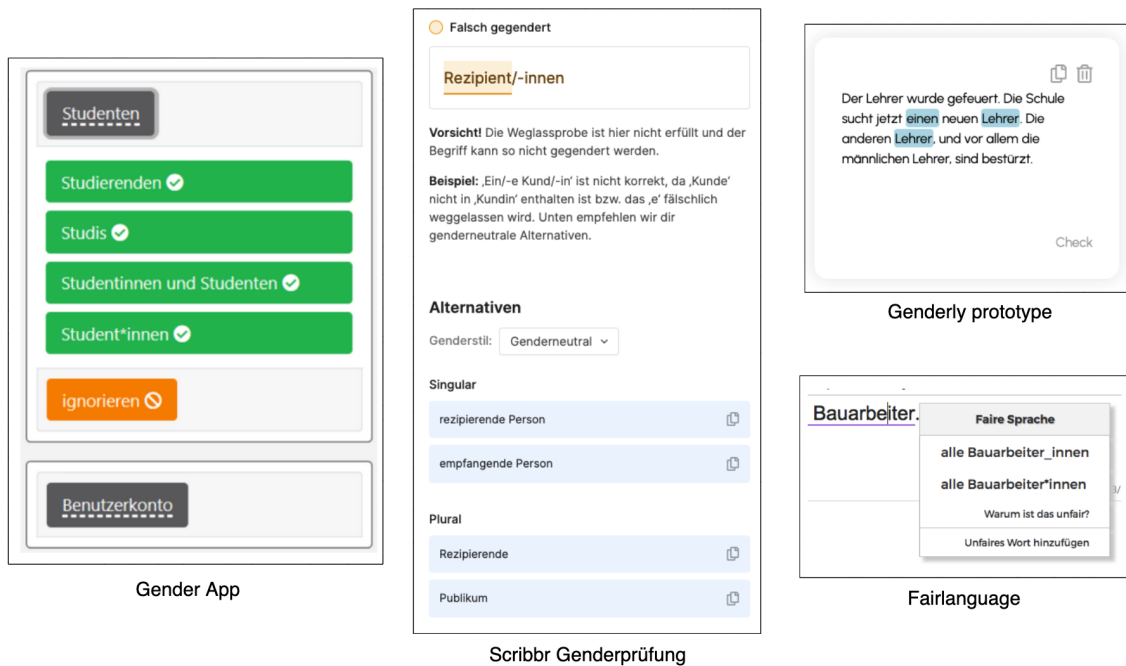 Studenten
Studierenden
Studis
Studentinnen und Studenten
Student*innen
ignorieren
Benutzerkonto
Gender App
Falsch gegendert
Rezipient/-innen
Vorsicht! Die Weglassprobe ist hier nicht erfüllt und der
Begriff kann so nicht gegendert werden.
Beispiel: ‚Ein/-e Kund/-in‘ ist nicht korrekt, da ‚Kunde‘
nicht in ‚Kundin‘ enthalten ist bzw. das ‚e‘ fälschlich
weggelassen wird. Unten empfehlen wir dir
genderneutrale Alternativen.
Alternativen
Genderstil: Genderneutral
Singular
rezipierende Person
empfangende Person
Plural
Rezipierende
Publikum
Scribbr Genderprüfung
Der Lehrer wurde gefeuert. Die Schule
sucht jetzt einen neuen Lehrer. Die
anderen Lehrer, und vor allem die
männlichen Lehrer, sind bestürzt.
Check
Genderly prototype
Bauarbeiter.
Faire Sprache
alle Bauarbeiter_innen
alle Bauarbeiter*innen
Warum ist das unfair?
Unfaires Wort hinzufügen
Fairlanguage